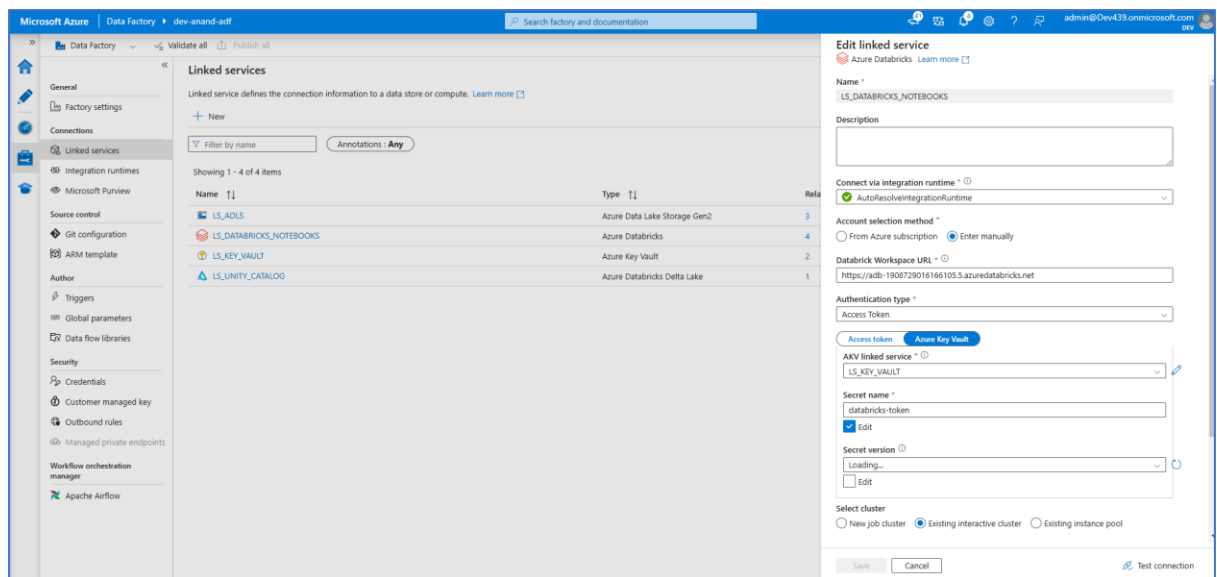 Microsoft Azure | Data Factory ▸ dev-anand-adf
Search factory and documentation
41
4
admin@Dev439.onmicrosoft.com
DEV
»
Data Factory
Validate all
Publish all
«
General
Factory settings
Connections
Linked services
Integration runtimes
Microsoft Purview
Source control
Git configuration
ARM template
Author
Triggers
Global parameters
Data flow libraries
Security
Credentials
Customer managed key
Outbound rules
Managed private endpoints
Workflow orchestration
manager
Apache Airflow
Linked services
Linked service defines the connection information to a data store or compute. Learn more
+ New
Filter by name
Annotations : Any
Showing 1 - 4 of 4 items
Name ↑↓ Type ↑↓ Rela
LS_ADLS Azure Data Lake Storage Gen2 3
LS_DATABRICKS_NOTEBOOKS Azure Databricks 4
LS_KEY_VAULT Azure Key Vault 2
LS_UNITY_CATALOG Azure Databricks Delta Lake 1
Edit linked service
Azure Databricks Learn more
Name *
LS_DATABRICKS_NOTEBOOKS
Description
Connect via integration runtime *
AutoResolveIntegrationRuntime
Account selection method *
From Azure subscription Enter manually
Databrick Workspace URL *
https://adb-1908729016166105.5.azuredatabricks.net
Authentication type *
Access Token
Access token Azure Key Vault
AKV linked service *
LS_KEY_VAULT
Secret name *
databricks-token
Edit
Secret version
Loading...
Edit
Select cluster
New job cluster Existing interactive cluster Existing instance pool
Save Cancel Test connection